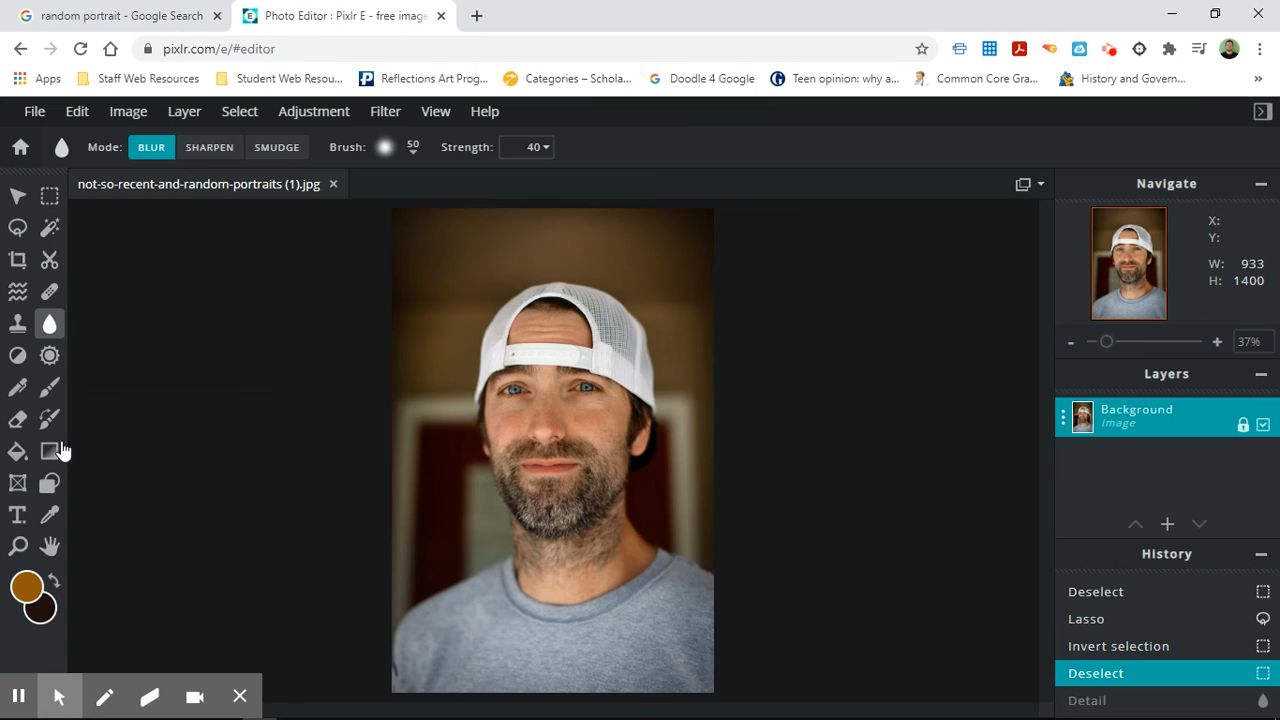 random portrait - Google Search
Photo Editor : Pixlr E - free image
pixlr.com/e/#editor
Apps
Staff Web Resources
Student Web Resou...
Reflections Art Prog...
Categories – Schola...
Doodle 4 Google
Teen opinion: why a...
Common Core Gra...
History and Govern...
»
File
Edit
Image
Layer
Select
Adjustment
Filter
View
Help
Mode:
BLUR
SHARPEN
SMUDGE
Brush:
50
Strength:
40
not-so-recent-and-random-portraits (1).jpg
Navigate
X:
Y:
W: 933
H: 1400
37%
Layers
Background
Image
History
Deselect
Lasso
Invert selection
Deselect
Detail